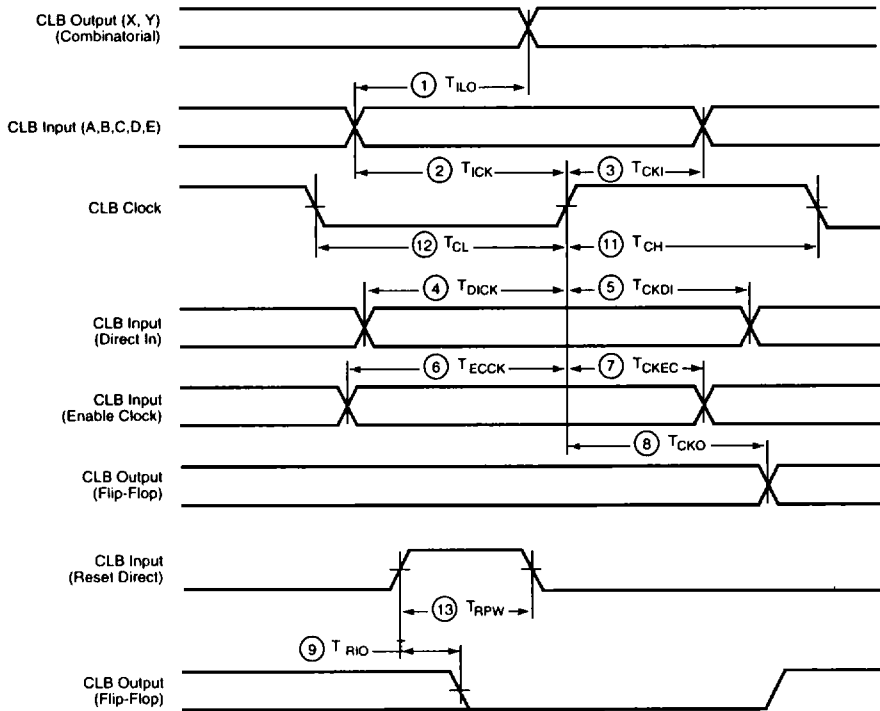 CLB Output (X, Y)
(Combinatorial)
1 TILO
CLB Input (A,B,C,D,E)
2 TICK
3 TCKI
CLB Clock
12 TCL
11 TCH
4 TDICK
5 TCKDI
CLB Input
(Direct In)
6 TECCK
7 TCKEC
CLB Input
(Enable Clock)
8 TCKO
CLB Output
(Flip-Flop)
CLB Input
(Reset Direct)
13 TRPW
9 TRIO
CLB Output
(Flip-Flop)